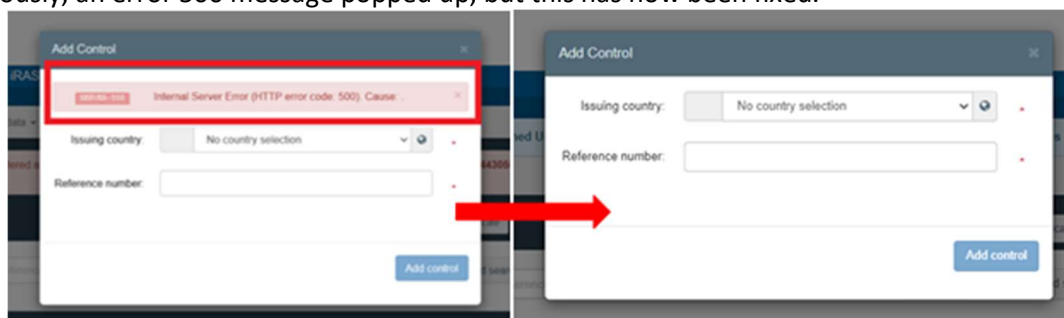 ously, an error 500 message popped up, but this has now been fixed.
Add Control
Internal Server Error (HTTP error code: 500). Cause: .
Issuing country:
No country selection
Reference number:
Add control
Add Control
Issuing country:
No country selection
Reference number:
Add control